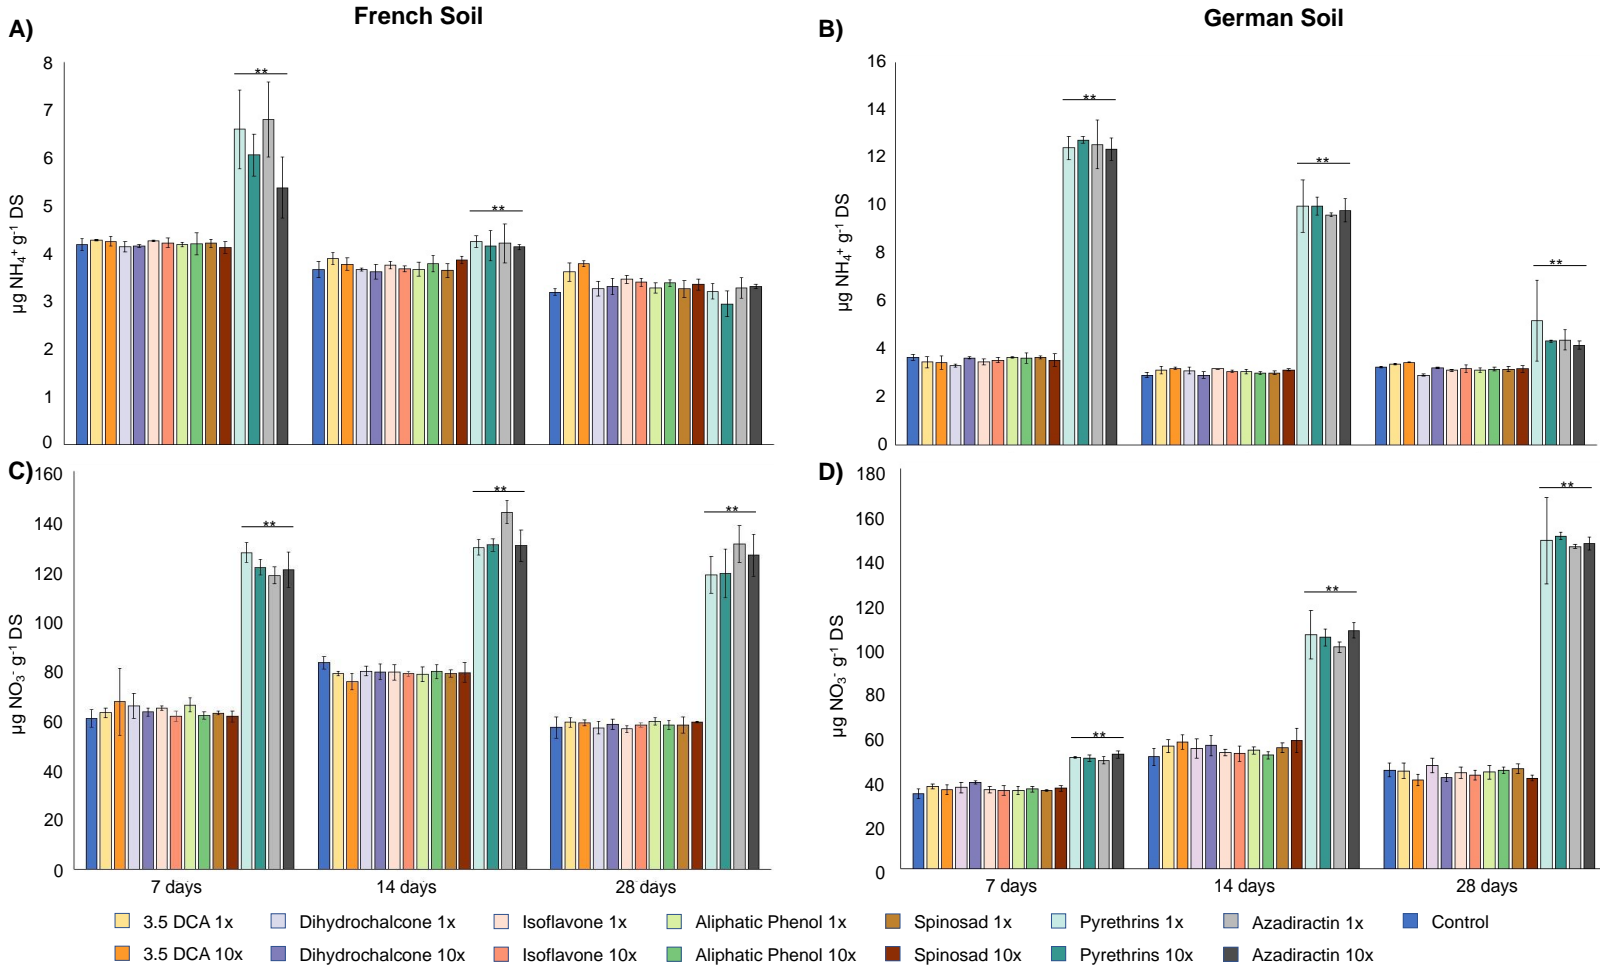 French Soil
German Soil
A)
B)
µg NH₄⁺ g⁻¹ DS
8
7
6
5
4
3
2
1
0
**
**
µg NH₄⁺ g⁻¹ DS
16
14
12
10
8
6
4
2
0
**
**
**
C)
D)
µg NO₃⁻ g⁻¹ DS
160
140
120
100
80
60
40
20
0
**
**
**
7 days
14 days
28 days
µg NO₃⁻ g⁻¹ DS
180
160
140
120
100
80
60
40
20
0
**
**
**
7 days
14 days
28 days
3.5 DCA 1x
Dihydrochalcone 1x
Isoflavone 1x
Aliphatic Phenol 1x
Spinosad 1x
Pyrethrins 1x
Azadiractin 1x
Control
3.5 DCA 10x
Dihydrochalcone 10x
Isoflavone 10x
Aliphatic Phenol 10x
Spinosad 10x
Pyrethrins 10x
Azadiractin 10x